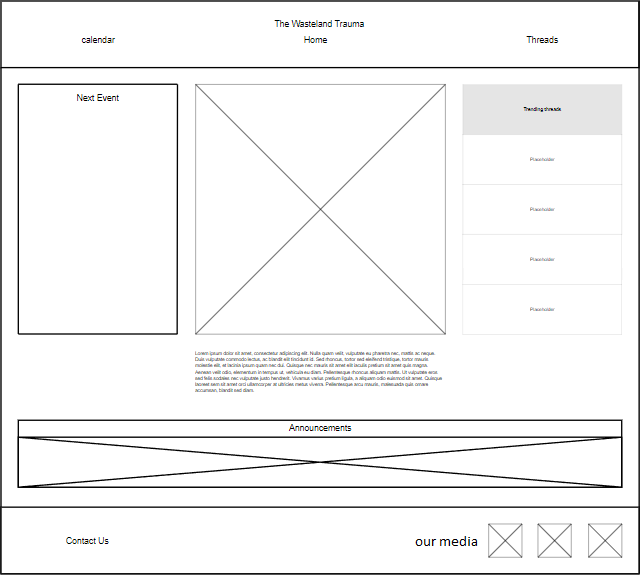 The Wasteland Trauma
calendar
Home
Threads
Next Event
Trending threads
Placeholder
Placeholder
Placeholder
Placeholder
Lorem ipsum dolor sit amet, consectetur adipiscing elit. Nulla quam velit, vulputate eu pharetra nec, mattis ac neque.
Duis vulputate commodo lectus, ac blandit elit tincidunt id. Sed rhoncus, tortor sed eleifend tristique, tortor mauris
molestie elit, et lacinia ipsum quam nec dui. Quisque nec mauris sit amet elit iaculis pretium sit amet quis magna.
Aenean velit odio, elementum in tempus ut, vehicula eu diam. Pellentesque rhoncus aliquam mattis. Ut vulputate eros
sed felis sodales nec vulputate justo hendrerit. Vivamus varius pretium ligula, a aliquam odio euismod sit amet. Quisque
laoreet sem sit amet orci ullamcorper at ultricies metus viverra. Pellentesque arcu mauris, malesuada quis ornare
accumsan, blandit sed diam.
Announcements
Contact Us
our media